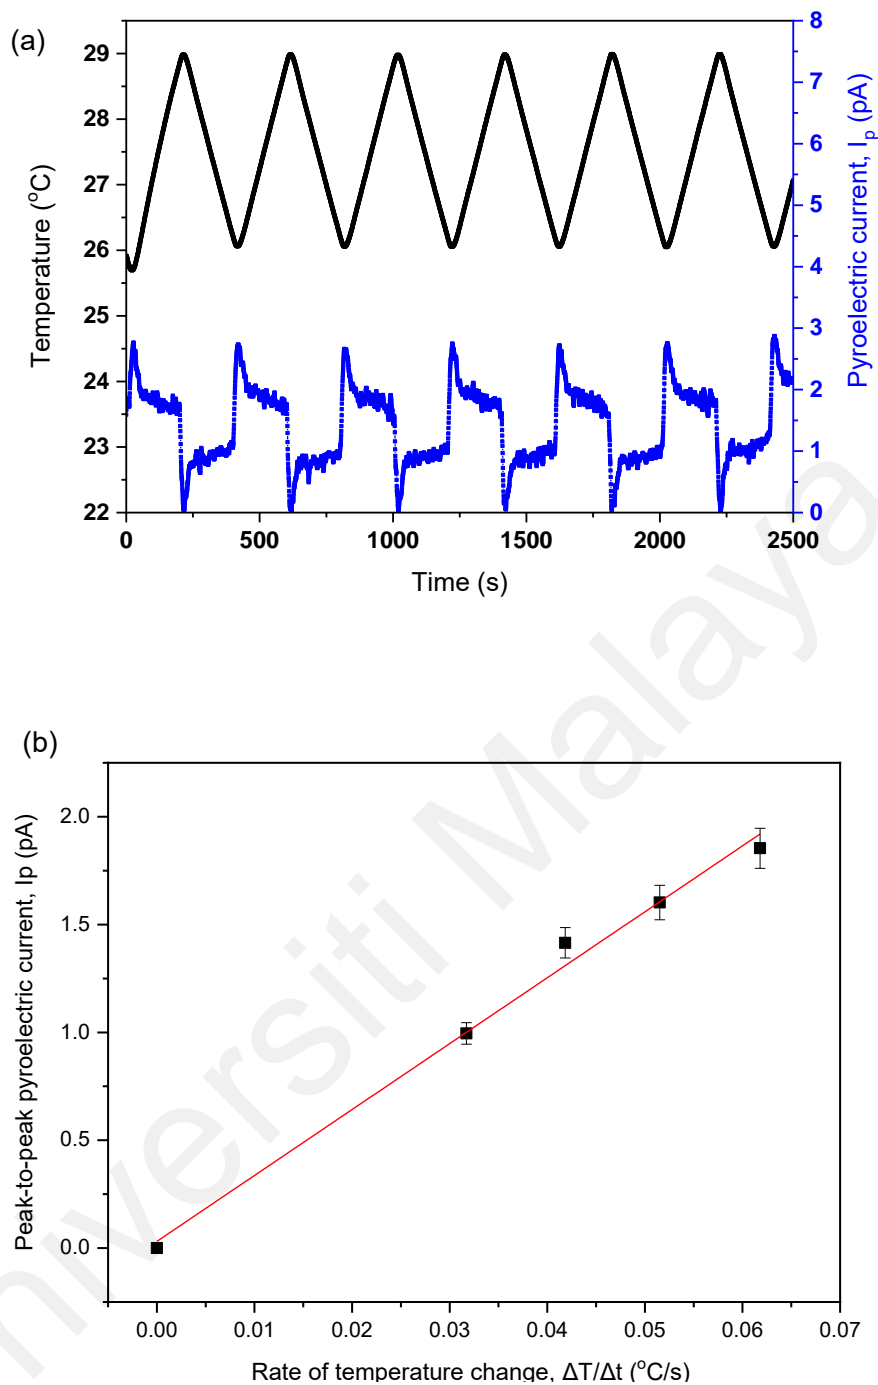 (a)
29
28
27
26
25
24
23
22
Temperature (°C)
8
7
6
5
4
3
2
1
0
Pyroelectric current, Iₚ (pA)
0 500 1000 1500 2000 2500
Time (s)
(b)
2.0
1.5
1.0
0.5
0.0
Peak-to-peak pyroelectric current, Ip (pA)
0.00 0.01 0.02 0.03 0.04 0.05 0.06 0.07
Rate of temperature change, ΔT/Δt (°C/s)
niversiti Malaya